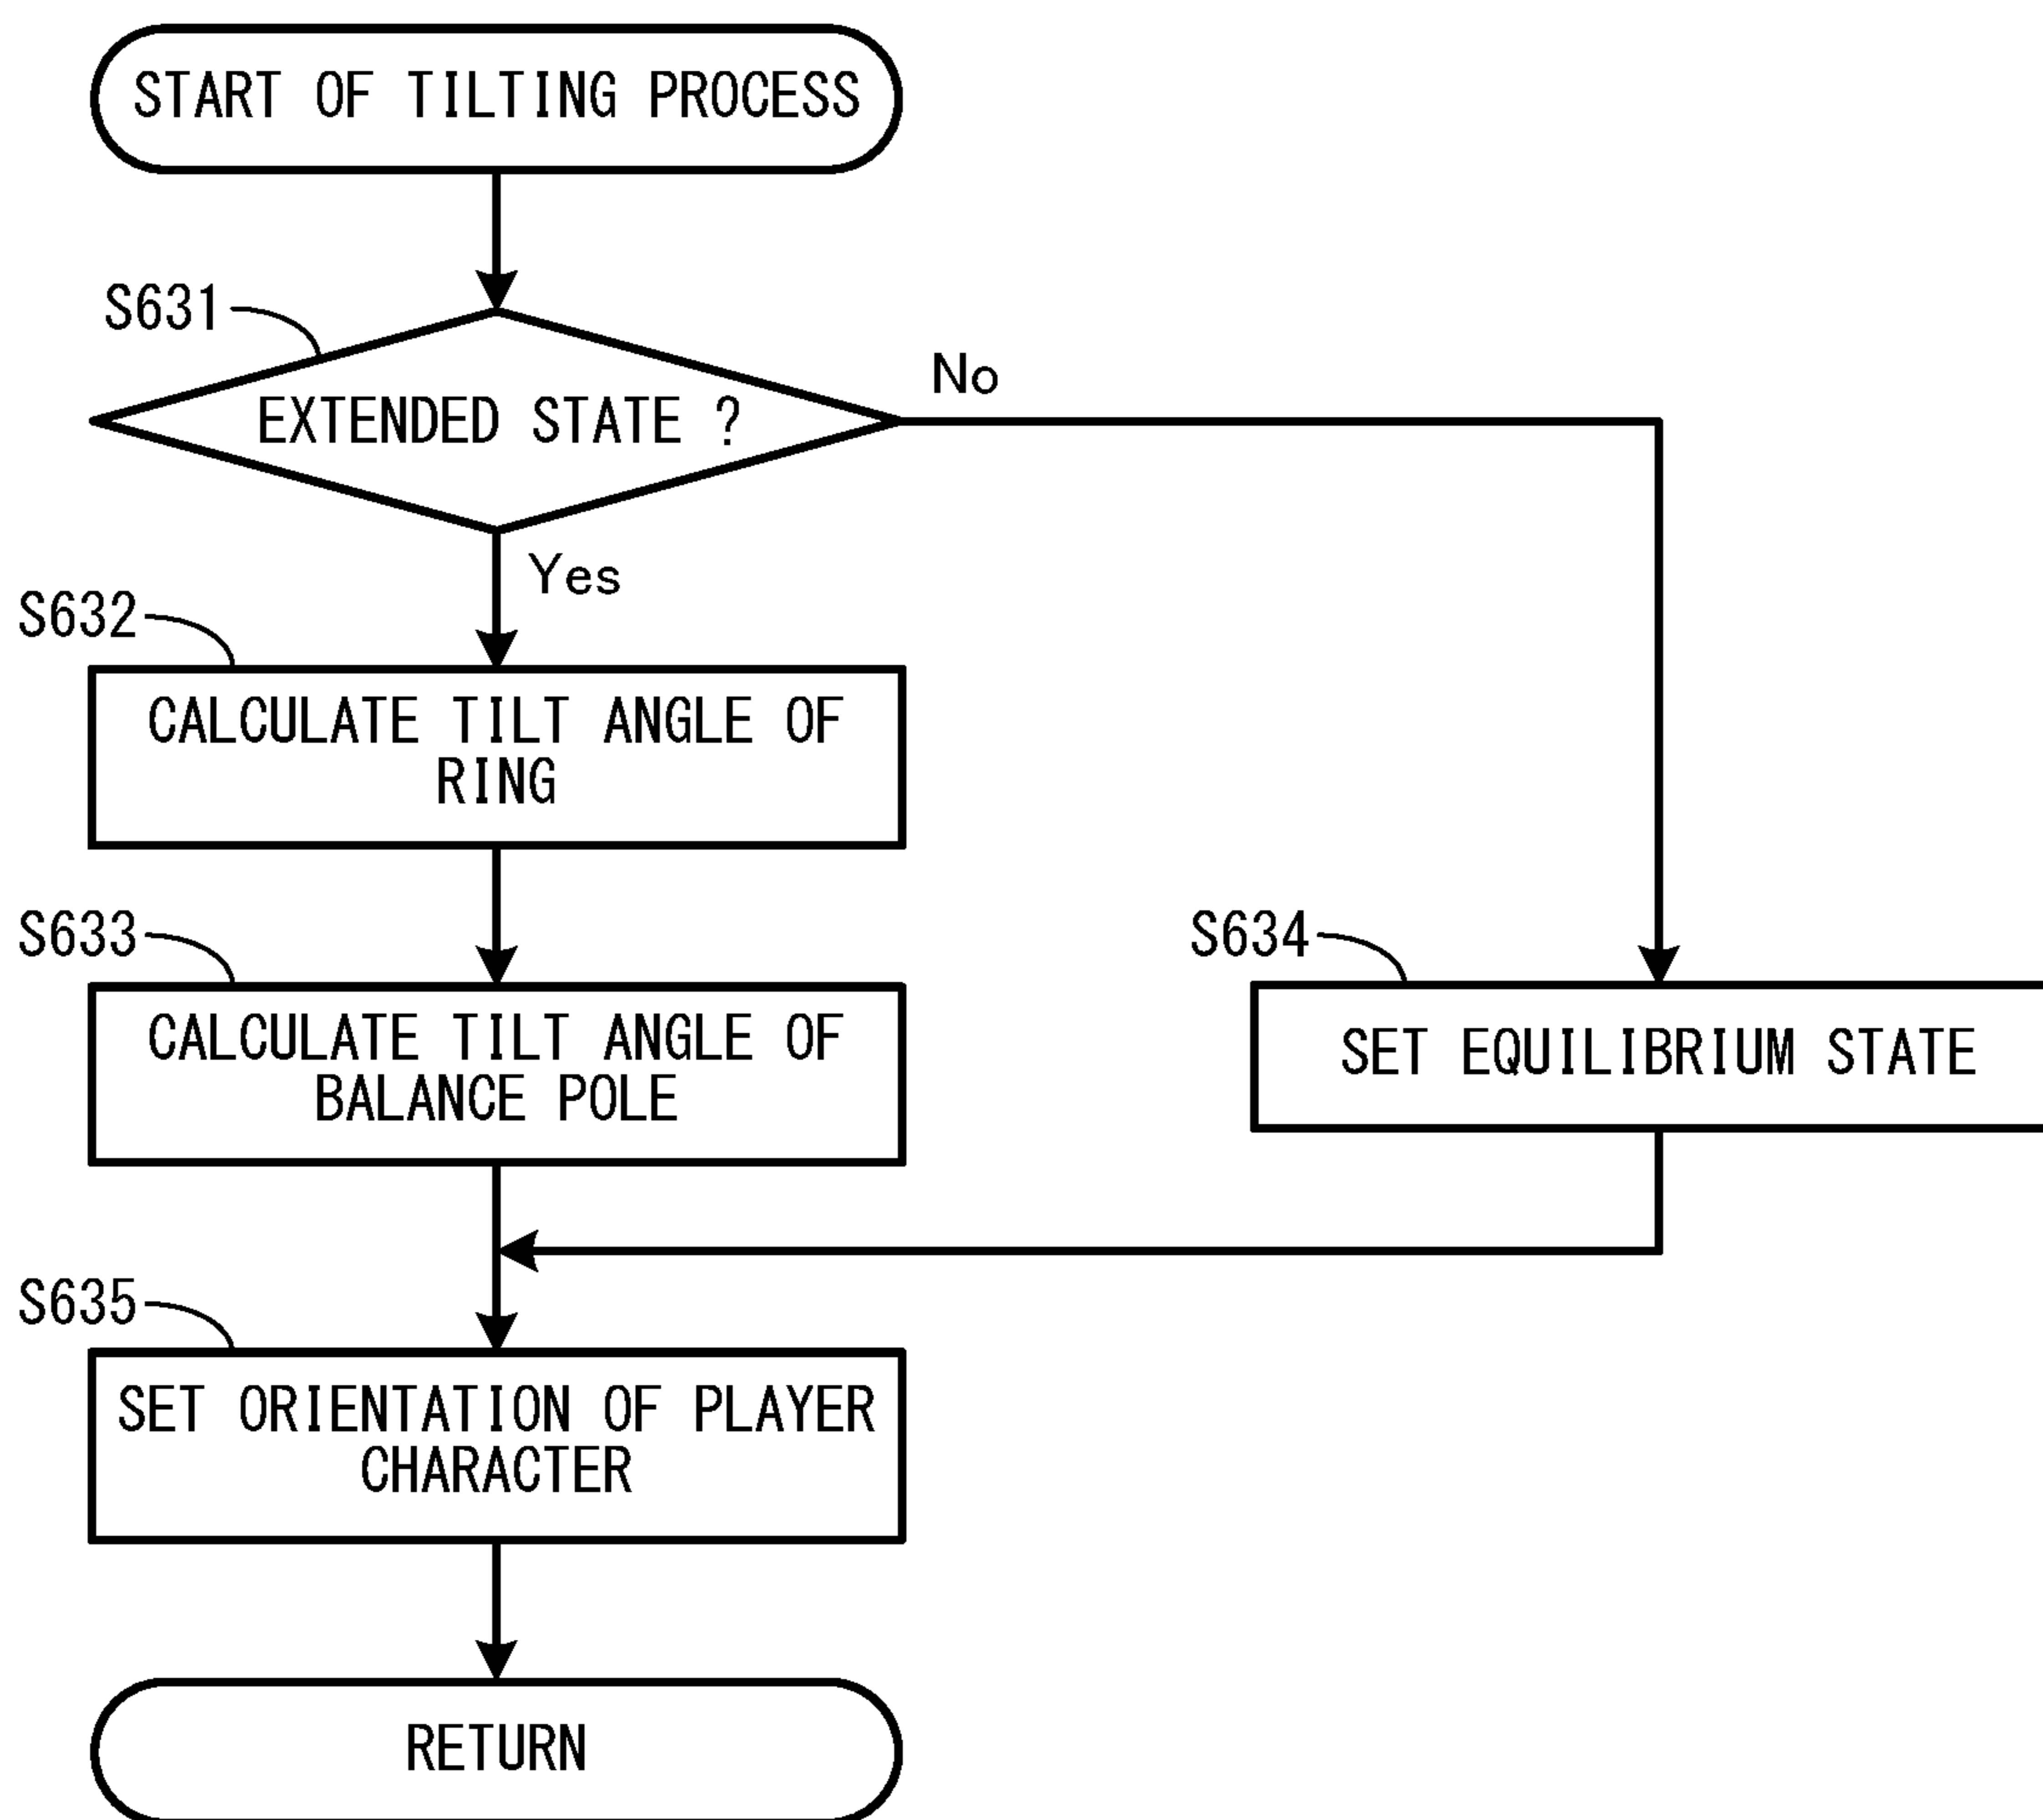 START OF TILTING PROCESS
S631
EXTENDED STATE ?
No
Yes
S632
CALCULATE TILT ANGLE OF
RING
S633
CALCULATE TILT ANGLE OF
BALANCE POLE
S634
SET EQUILIBRIUM STATE
S635
SET ORIENTATION OF PLAYER
CHARACTER
RETURN